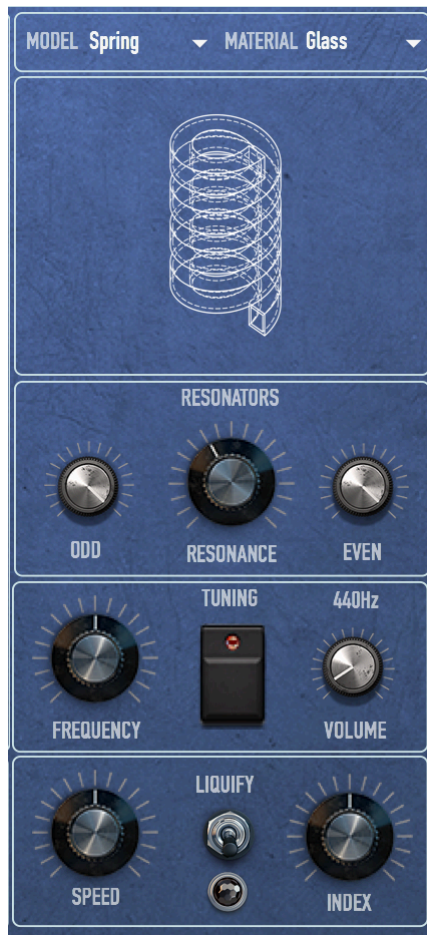 MODEL Spring MATERIAL Glass
RESONATORS
ODD RESONANCE EVEN
TUNING 440Hz
FREQUENCY VOLUME
LIQUIFY
SPEED INDEX